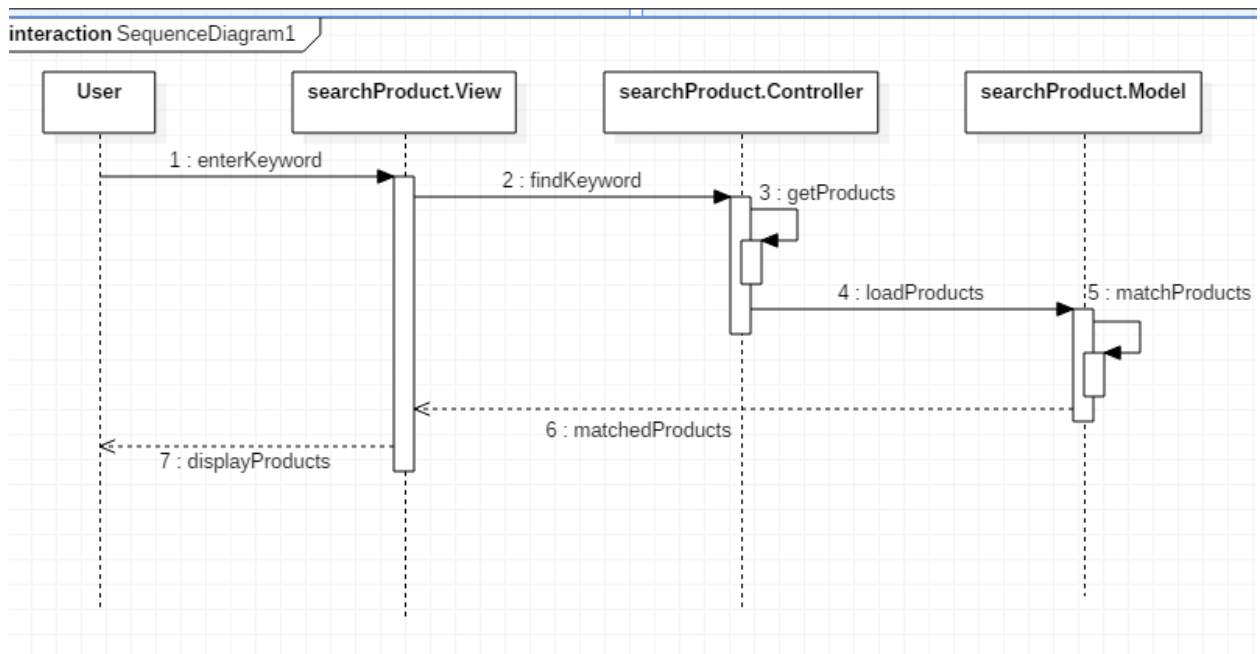 interaction SequenceDiagram1
User
searchProduct.View
searchProduct.Controller
searchProduct.Model
1 : enterKeyword
2 : findKeyword
3 : getProducts
4 : loadProducts
5 : matchProducts
6 : matchedProducts
7 : displayProducts